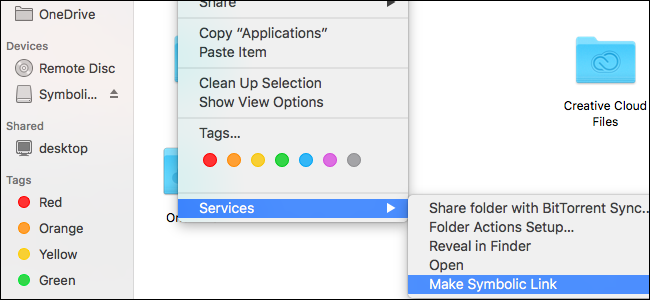 OneDrive
Devices
Remote Disc
Symboli...
Shared
desktop
Tags
Red
Orange
Yellow
Green
Share
Copy “Applications”
Paste Item
Clean Up Selection
Show View Options
Tags...
Services
Share folder with BitTorrent Sync...
Folder Actions Setup...
Reveal in Finder
Open
Make Symbolic Link
Creative Cloud
Files